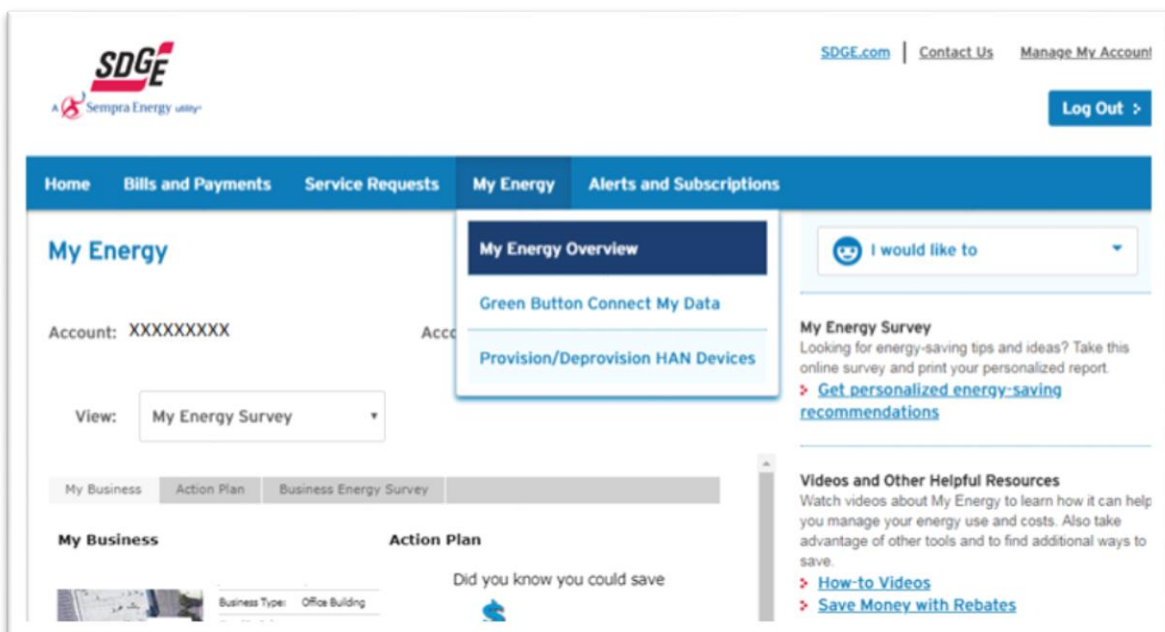 SDGE
A Sempra Energy utility
SDGE.com Contact Us Manage My Account
Log Out
Home Bills and Payments Service Requests My Energy Alerts and Subscriptions
My Energy
Account: XXXXXXXXX
View: My Energy Survey
My Business Action Plan Business Energy Survey
My Business
Business Type: Office Building
Action Plan
Did you know you could save
$
My Energy Overview
Green Button Connect My Data
Provision/Deprovision HAN Devices
I would like to
My Energy Survey
Looking for energy-saving tips and ideas? Take this
online survey and print your personalized report.
Get personalized energy-saving
recommendations
Videos and Other Helpful Resources
Watch videos about My Energy to learn how it can help
you manage your energy use and costs. Also take
advantage of other tools and to find additional ways to
save.
How-to Videos
Save Money with Rebates